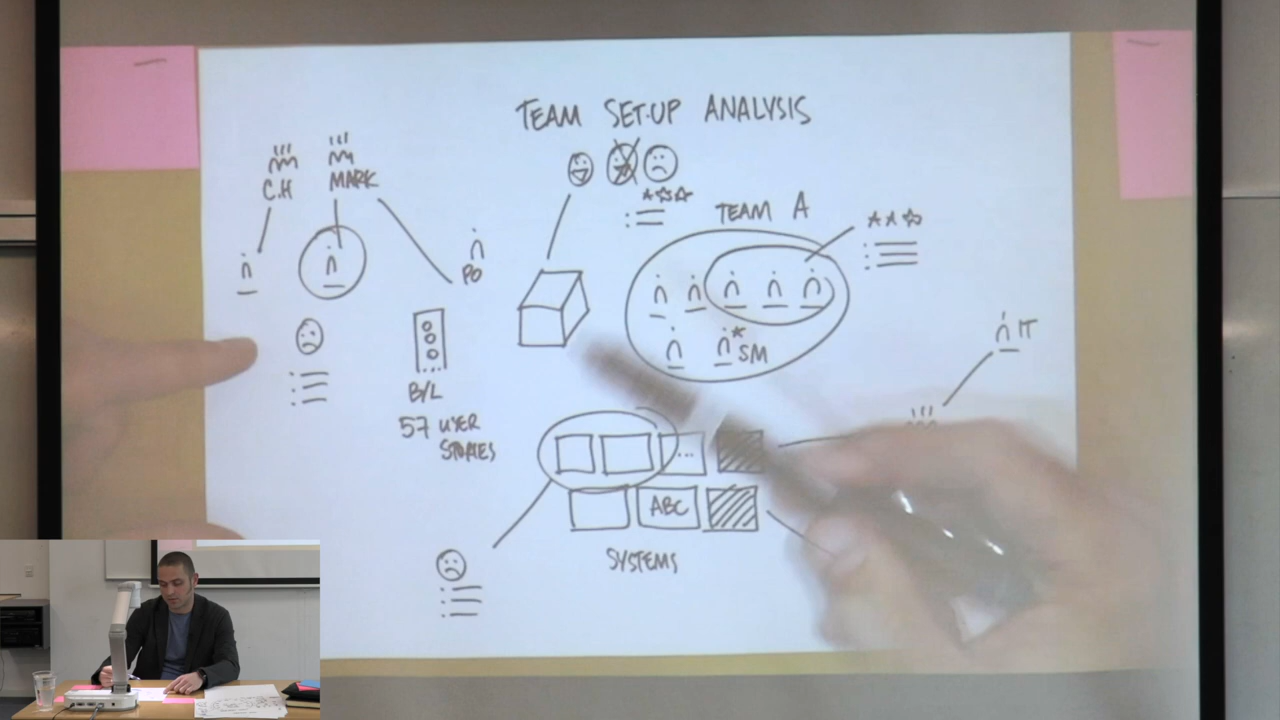 TEAM SET-UP ANALYSIS
C.H
MARK
TEAM A
PO
SM
IT
B/L
57 USER
STORIES
ABC
SYSTEMS